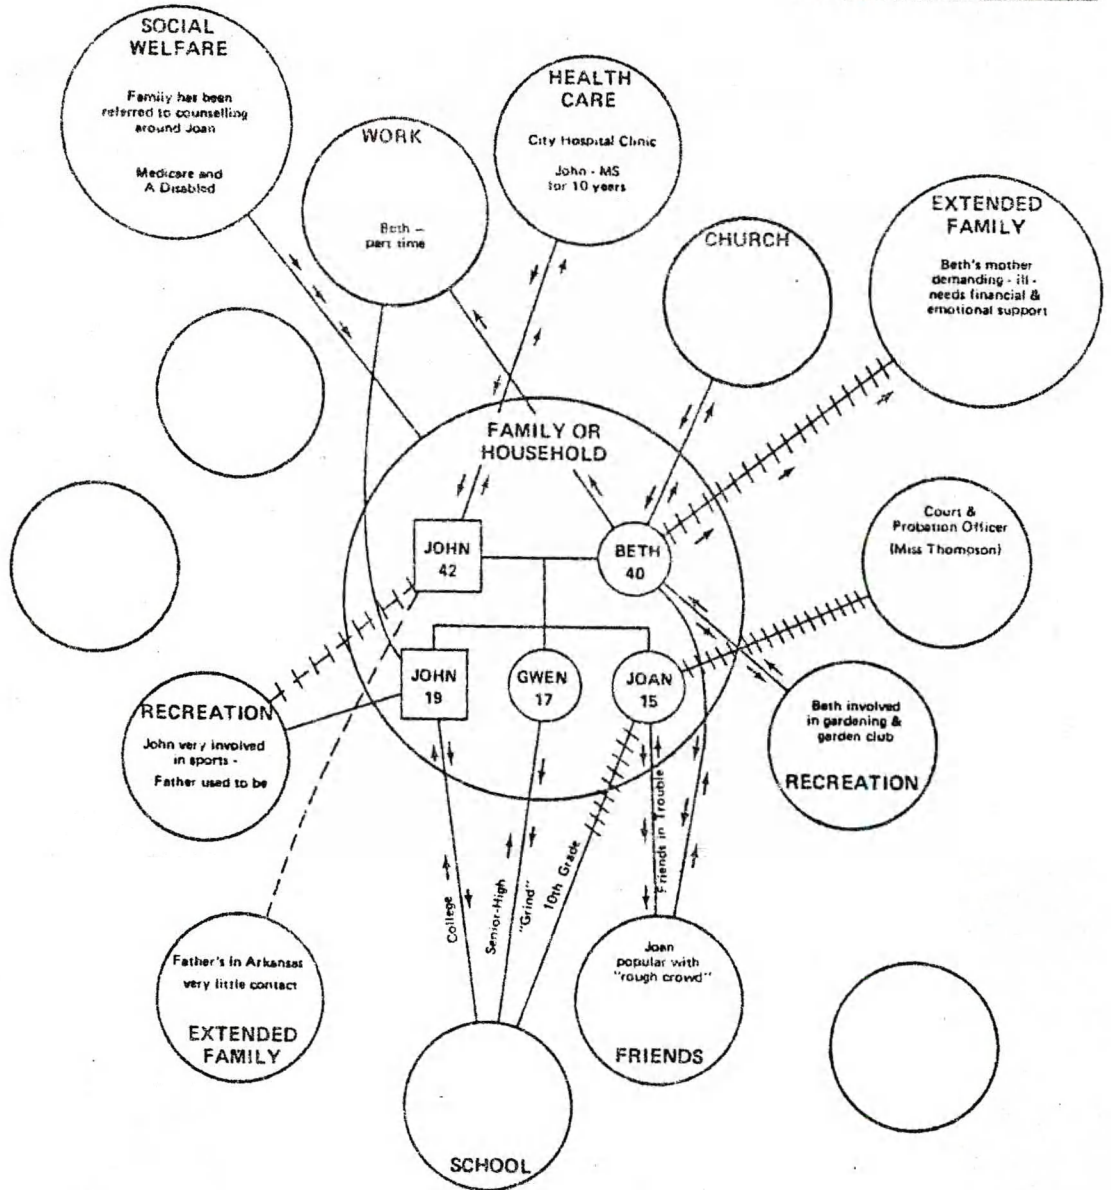 SOCIAL
WELFARE
Family has been
referred to counselling
around Joan
Medicare and
A Disabled
WORK
Beth –
part time
HEALTH
CARE
City Hospital Clinic
John - MS
for 10 years
CHURCH
EXTENDED
FAMILY
Beth's mother
demanding - ill -
needs financial &
emotional support
FAMILY OR
HOUSEHOLD
JOHN
42
BETH
40
JOHN
19
GWEN
17
JOAN
15
Court &
Probation Officer
(Miss Thompson)
RECREATION
John very involved
in sports -
Father used to be
Beth involved
in gardening &
garden club
RECREATION
College
Senior-High
"Grind"
10th Grade
Friends in Trouble
Father's in Arkansas
very little contact
EXTENDED
FAMILY
Joan
popular with
"rough crowd"
FRIENDS
SCHOOL